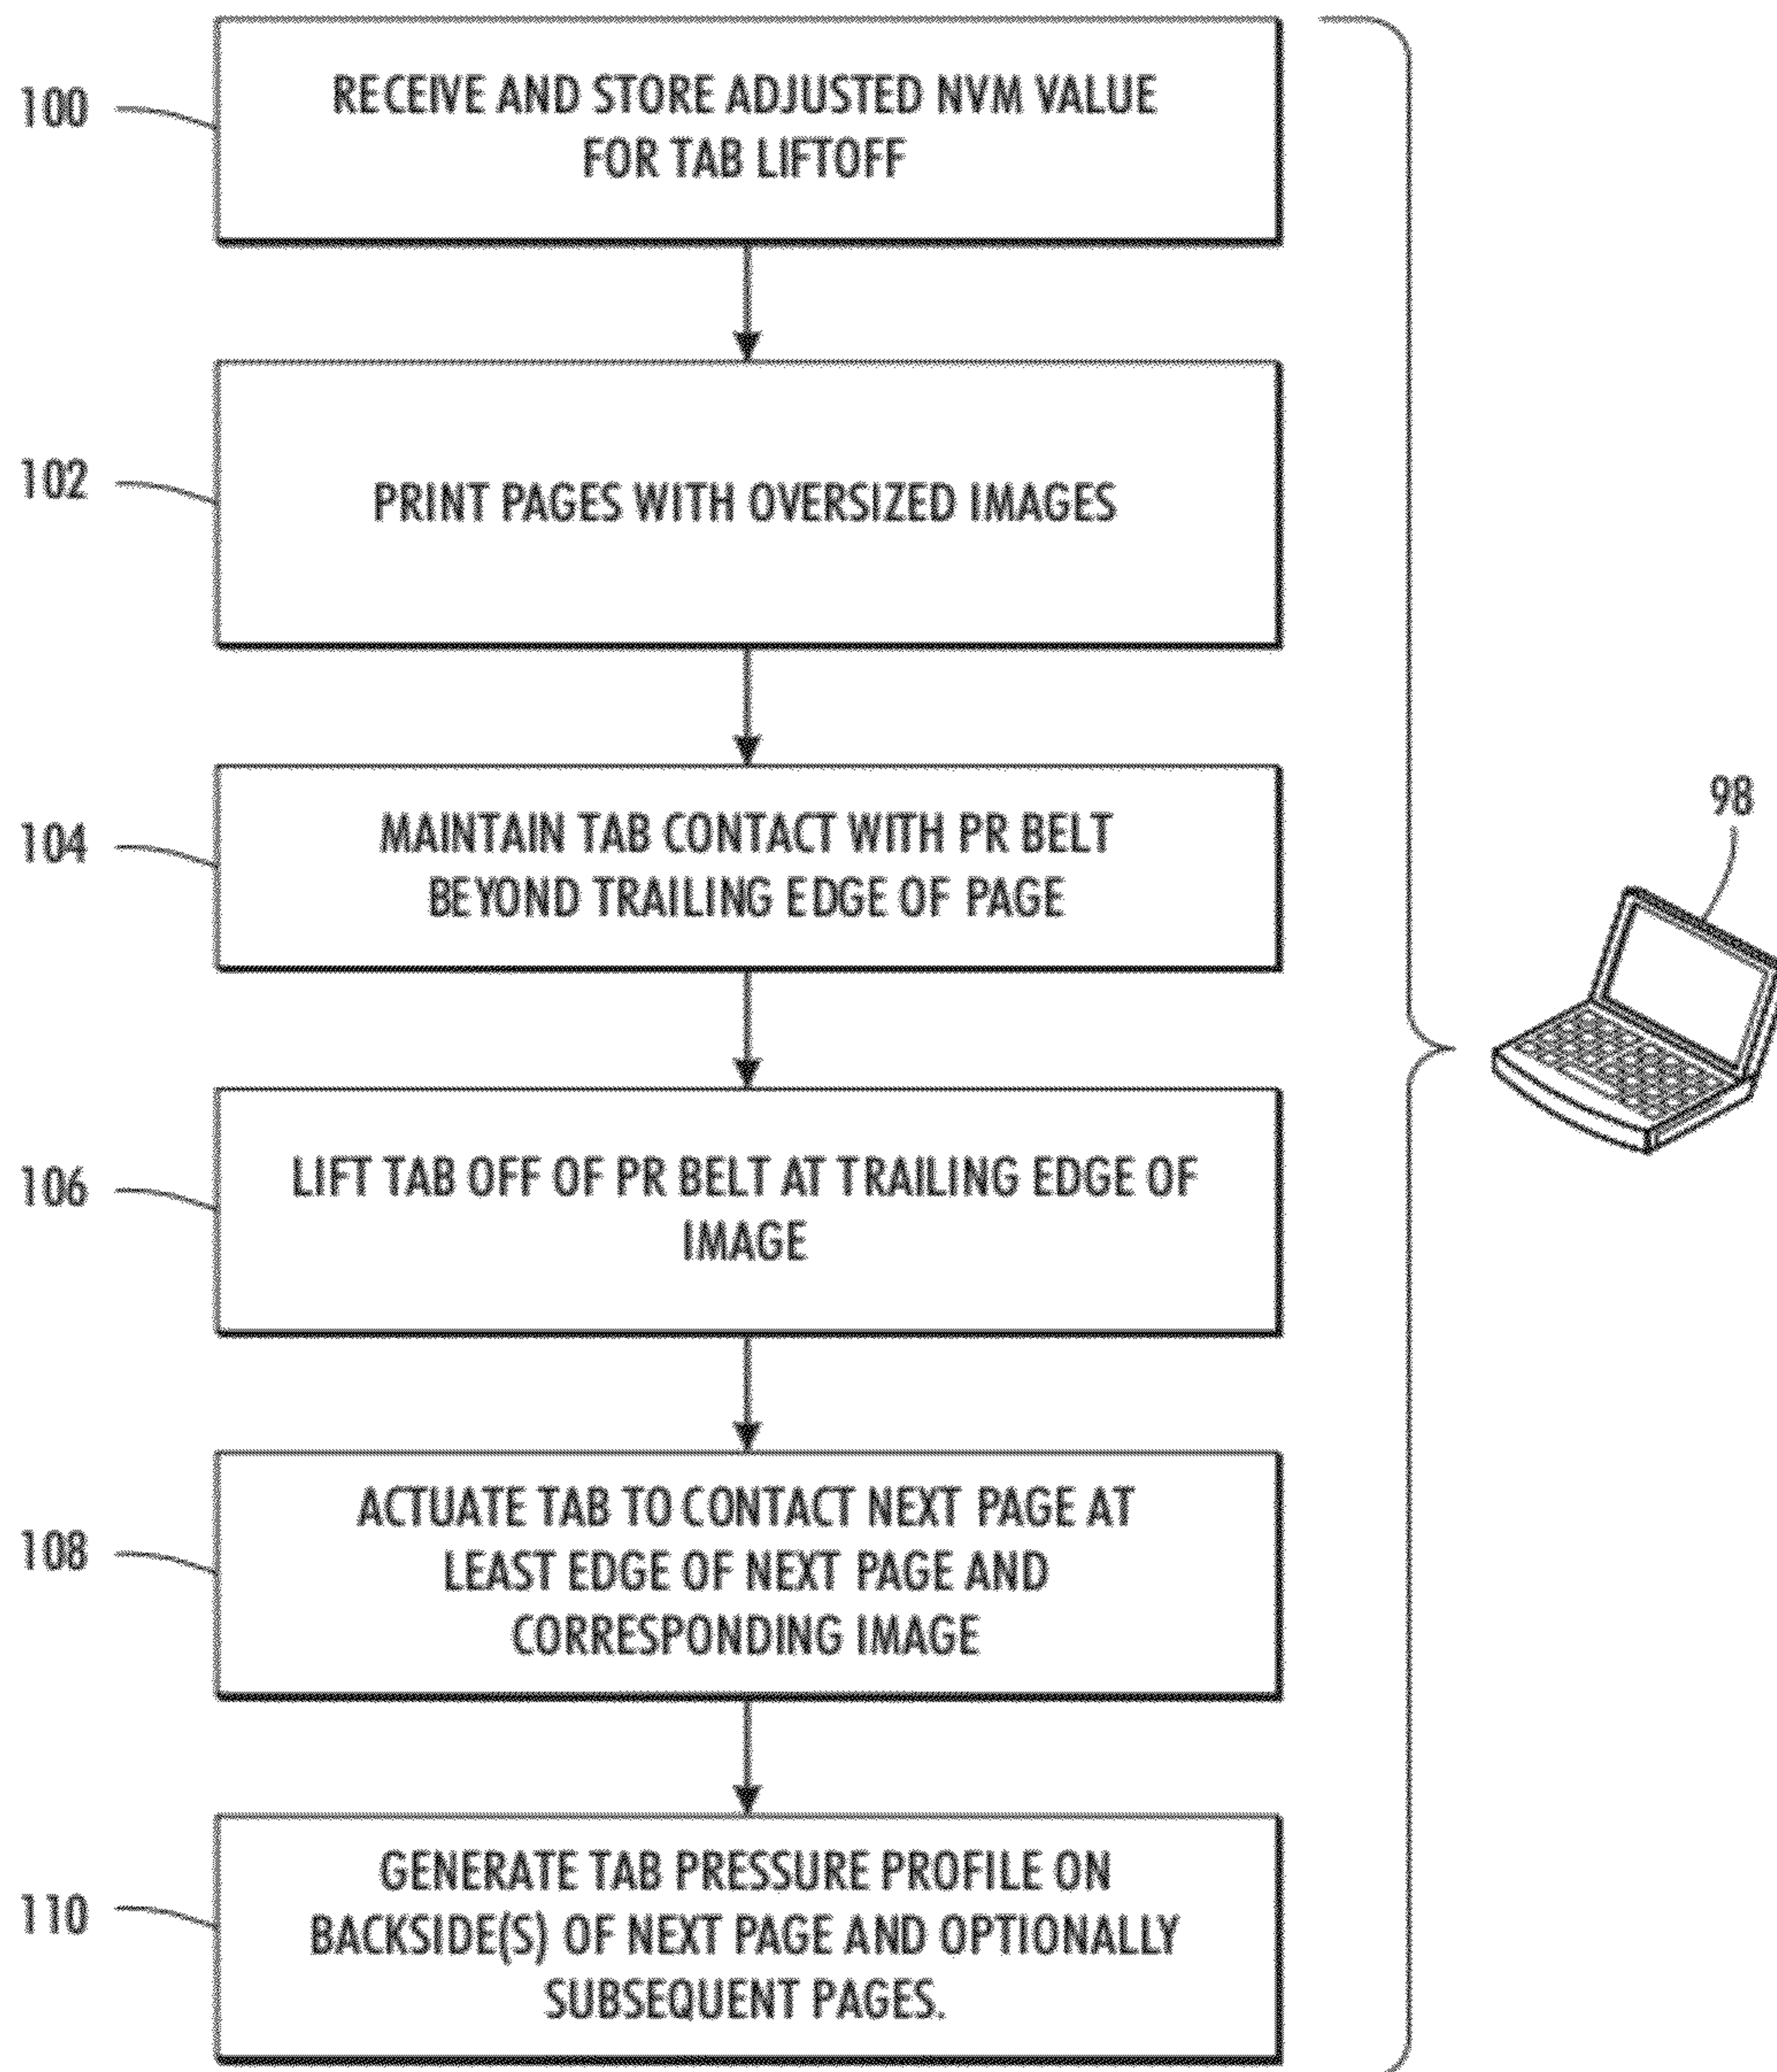 100
RECEIVE AND STORE ADJUSTED NVM VALUE
FOR TAB LIFTOFF
102
PRINT PAGES WITH OVERSIZED IMAGES
104
MAINTAIN TAB CONTACT WITH PR BELT
BEYOND TRAILING EDGE OF PAGE
98
106
LIFT TAB OFF OF PR BELT AT TRAILING EDGE OF
IMAGE
108
ACTUATE TAB TO CONTACT NEXT PAGE AT
LEAST EDGE OF NEXT PAGE AND
CORRESPONDING IMAGE
110
GENERATE TAB PRESSURE PROFILE ON
BACKSIDE(S) OF NEXT PAGE AND OPTIONALLY
SUBSEQUENT PAGES.